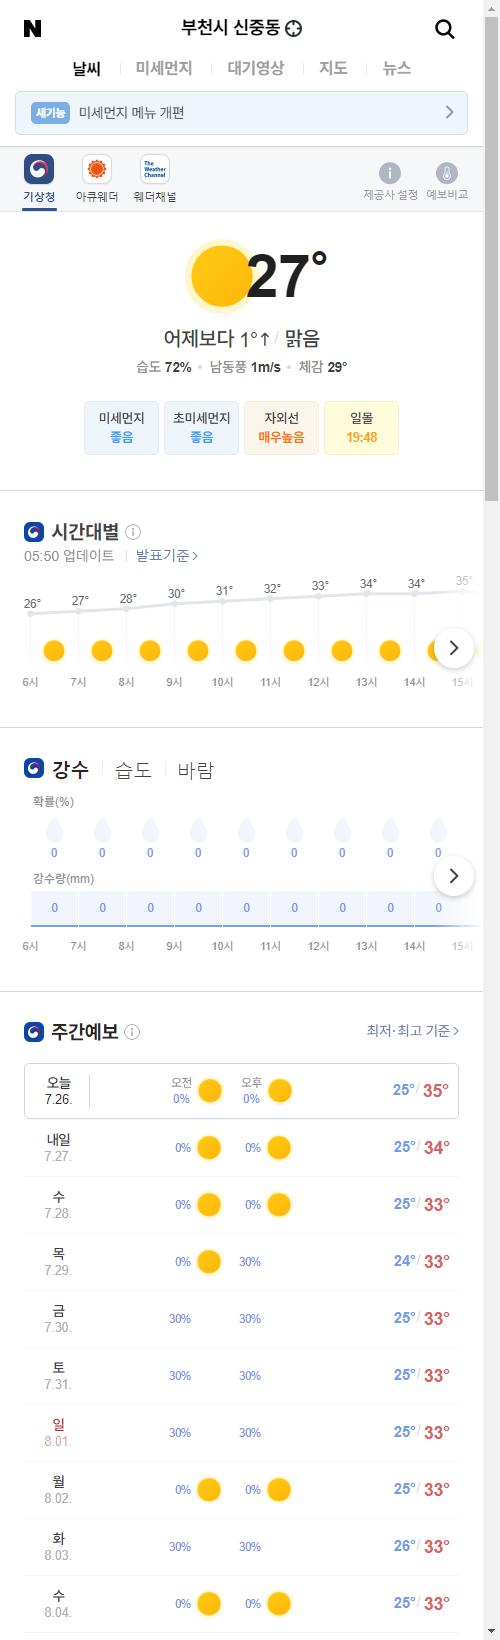 N 부천시 신중동
날씨 미세먼지 대기영상 지도 뉴스
새기능 미세먼지 메뉴 개편
The Weather Channel
기상청 아큐웨더 웨더채널 제공사 설정 예보비교
27°
어제보다 1°↑ / 맑음
습도 72% • 남동풍 1m/s • 체감 29°
미세먼지 초미세먼지 자외선 일몰
좋음 좋음 매우높음 19:48
시간대별
05:50 업데이트 발표기준 >
26° 27° 28° 30° 31° 32° 33° 34° 34° 35°
6시 7시 8시 9시 10시 11시 12시 13시 14시 15시
강수 습도 바람
확률(%)
0 0 0 0 0 0 0 0 0
강수량(mm)
0 0 0 0 0 0 0 0 0
6시 7시 8시 9시 10시 11시 12시 13시 14시 15시
주간예보 최저·최고 기준 >
오늘 오전 오후
7.26. 0% 0% 25° / 35°
내일
7.27. 0% 0% 25° / 34°
수
7.28. 0% 0% 25° / 33°
목
7.29. 0% 30% 24° / 33°
금
7.30. 30% 30% 25° / 33°
토
7.31. 30% 30% 25° / 33°
일
8.01. 30% 30% 25° / 33°
월
8.02. 0% 0% 25° / 33°
화
8.03. 30% 30% 26° / 33°
수
8.04. 0% 0% 25° / 33°